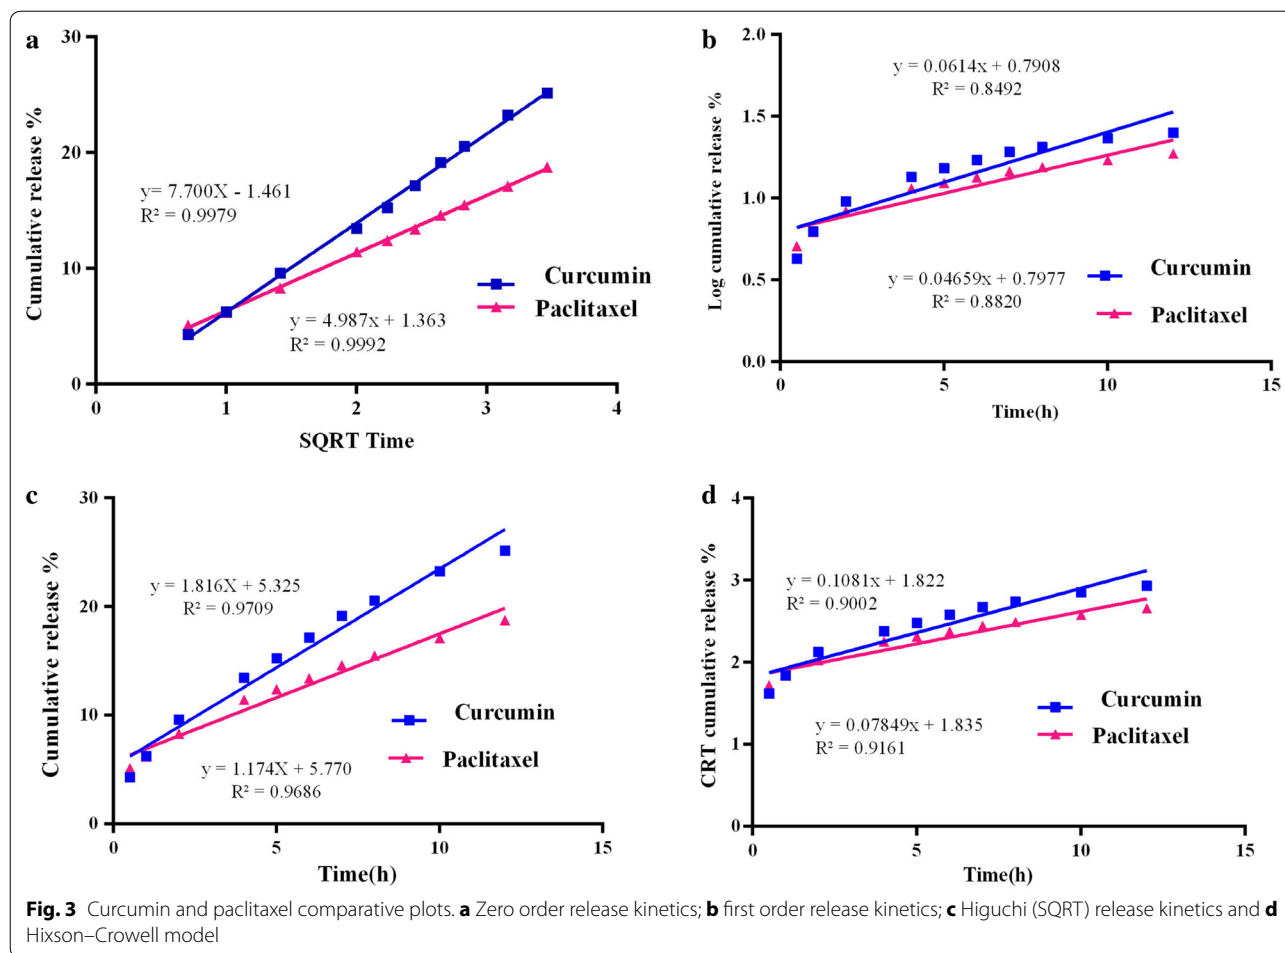 a
30
20
10
0
0 1 2 3 4
Cumulative release %
SQRT Time
y= 7.700X - 1.461
R² = 0.9979
y = 4.987x + 1.363
R² = 0.9992
Curcumin
Paclitaxel
b
2.0
1.5
1.0
0.5
0.0
0 5 10 15
Log cumulative release %
Time(h)
y = 0.0614x + 0.7908
R² = 0.8492
y = 0.04659x + 0.7977
R² = 0.8820
Curcumin
Paclitaxel
c
30
20
10
0
0 5 10 15
Cumulative release %
Time(h)
y = 1.816X + 5.325
R² = 0.9709
y = 1.174X + 5.770
R² = 0.9686
Curcumin
Paclitaxel
d
4
3
2
1
0
0 5 10 15
CRT cumulative release %
Time(h)
y = 0.1081x + 1.822
R² = 0.9002
y = 0.07849x + 1.835
R² = 0.9161
Curcumin
Paclitaxel
Fig. 3 Curcumin and paclitaxel comparative plots. a Zero order release kinetics; b first order release kinetics; c Higuchi (SQRT) release kinetics and d
Hixson–Crowell model